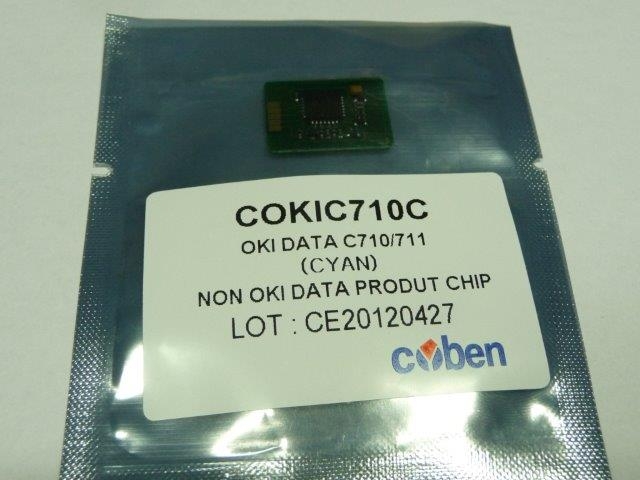 COKIC710C
OKI DATA C710/711
(CYAN)
NON OKI DATA PRODUT CHIP
LOT : CE20120427
coben